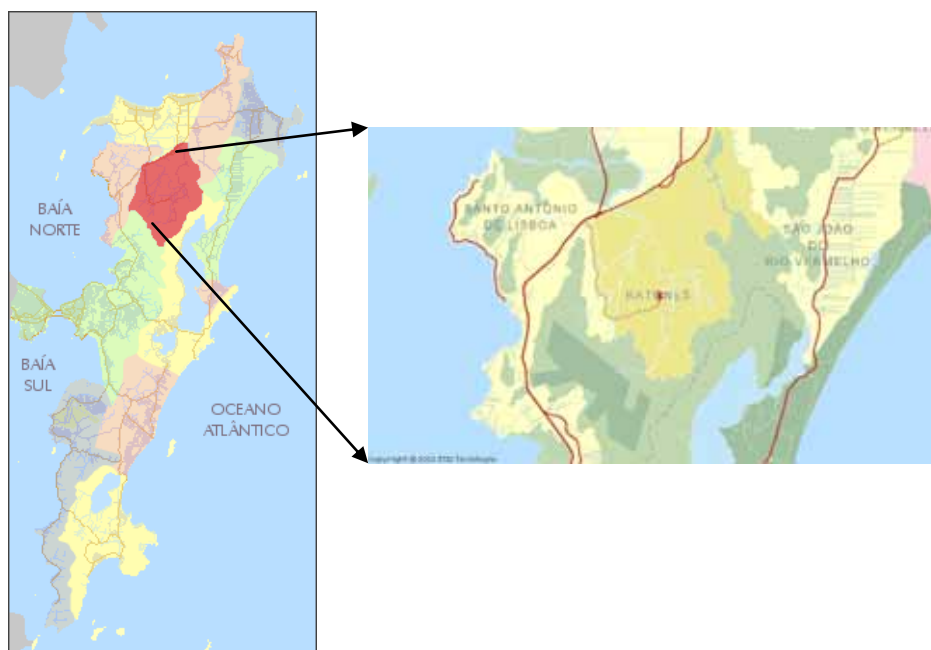 BAÍA
NORTE
BAÍA
SUL
OCEANO
ATLÂNTICO
SANTO ANTÔNIO
DE LISBOA
RATONES
SÃO JOÃO
DO
RIO VERMELHO